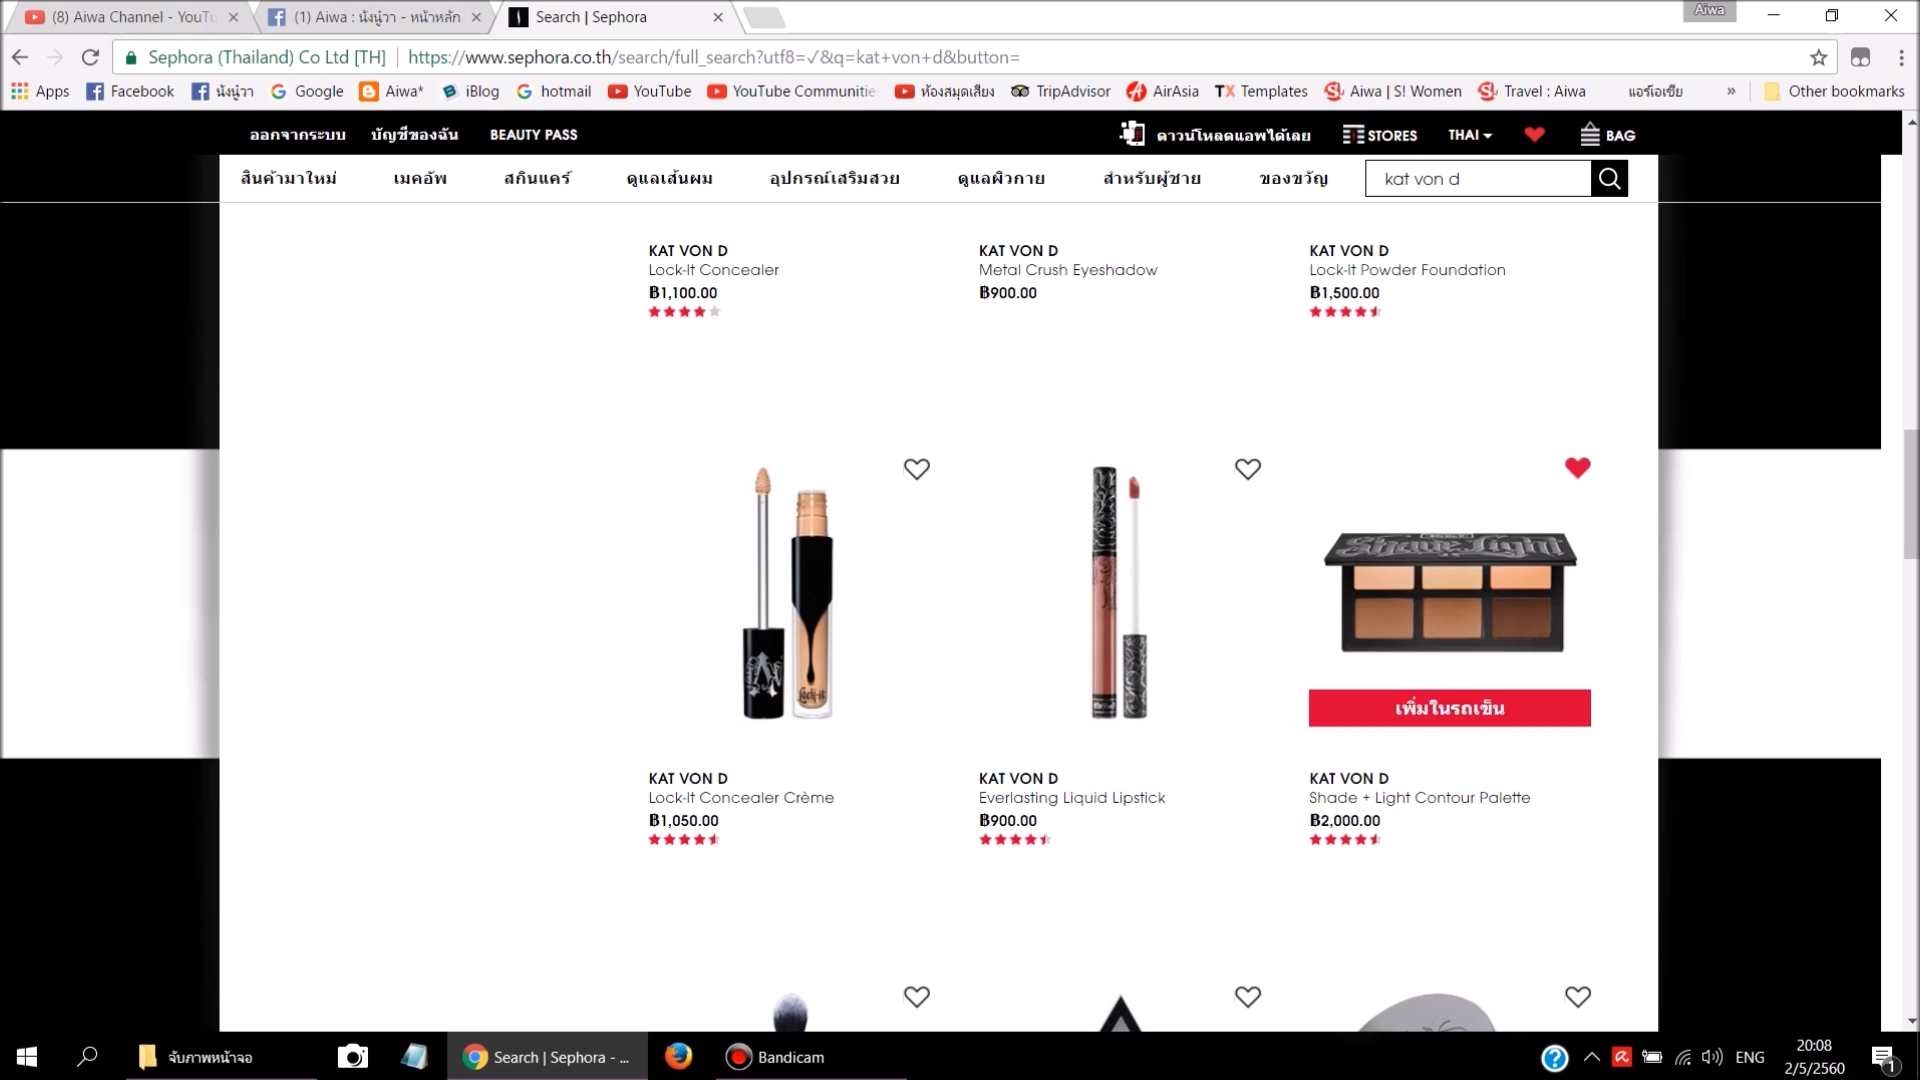 (8) Aiwa Channel - YouTu
(1) Aiwa : นังนู๋วา - หน้าหลัก
Search | Sephora
Aiwa
Sephora (Thailand) Co Ltd [TH]
https://www.sephora.co.th/search/full_search?utf8=✓&q=kat+von+d&button=
Apps
Facebook
นังนู๋วา
Google
Aiwa*
iBlog
hotmail
YouTube
YouTube Communitie
ห้องสมุดเสียง
TripAdvisor
AirAsia
TX Templates
Aiwa | S! Women
Travel : Aiwa
แอร์เอเซีย
»
Other bookmarks
ออกจากระบบ
บัญชีของฉัน
BEAUTY PASS
ดาวน์โหลดแอพได้เลย
STORES
THAI
BAG
สินค้ามาใหม่
เมคอัพ
สกินแคร์
ดูแลเส้นผม
อุปกรณ์เสริมสวย
ดูแลผิวกาย
สำหรับผู้ชาย
ของขวัญ
kat von d
KAT VON D
Lock-It Concealer
฿1,100.00
KAT VON D
Metal Crush Eyeshadow
฿900.00
KAT VON D
Lock-It Powder Foundation
฿1,500.00
Lock-it
Shade Light
เพิ่มในรถเข็น
KAT VON D
Lock-It Concealer Crème
฿1,050.00
KAT VON D
Everlasting Liquid Lipstick
฿900.00
KAT VON D
Shade + Light Contour Palette
฿2,000.00
จับภาพหน้าจอ
Search | Sephora - ...
Bandicam
ENG
20:08
2/5/2560
1